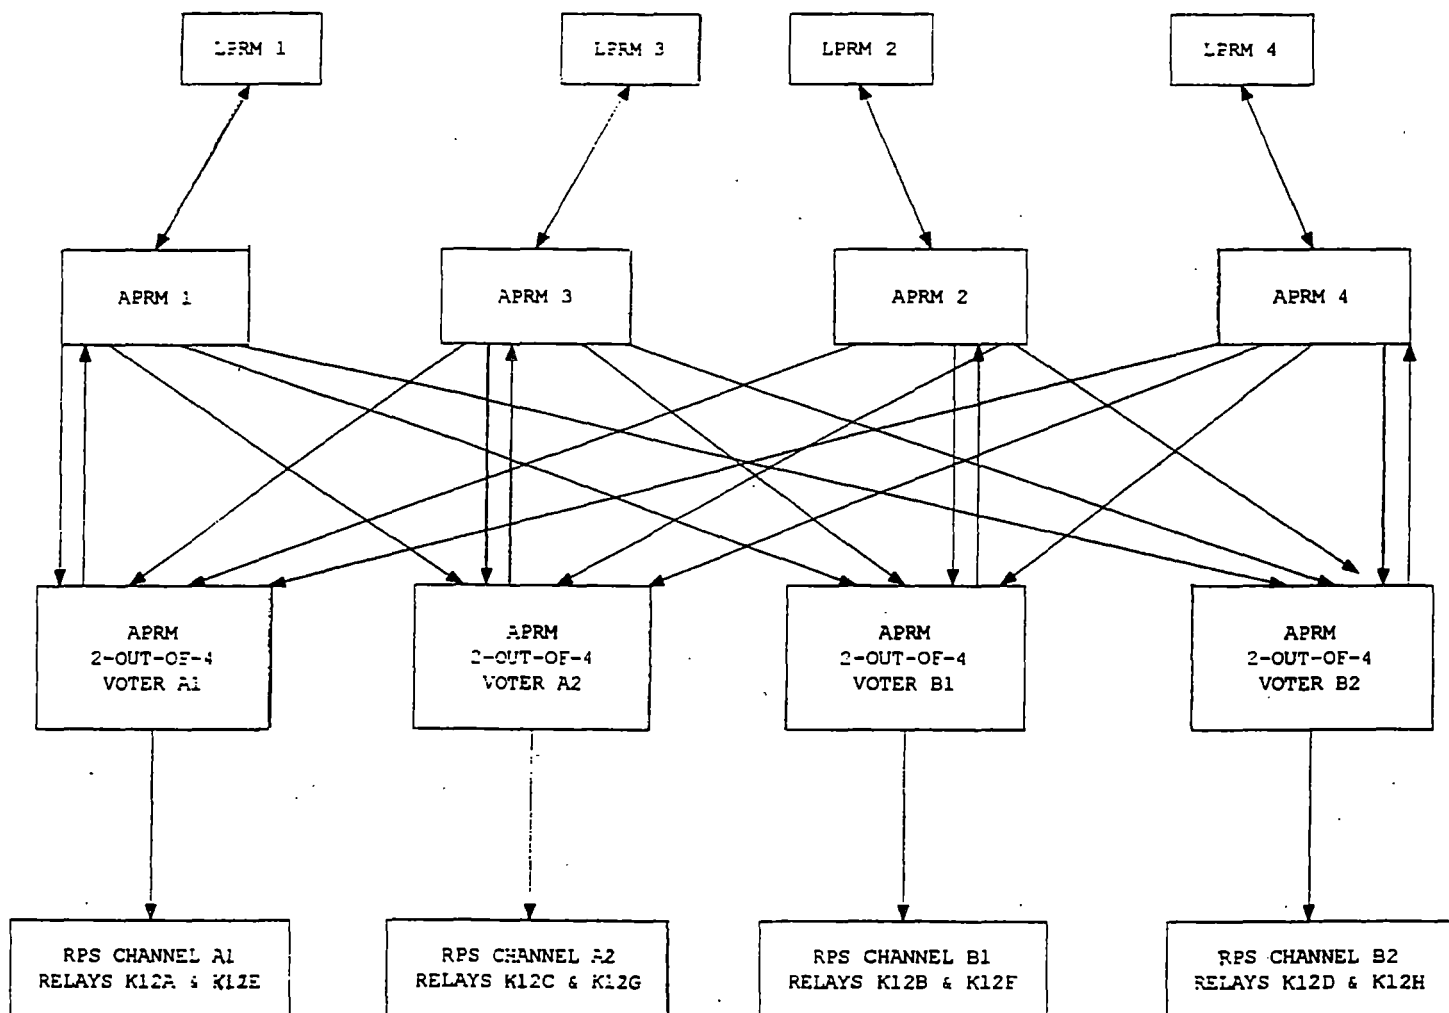 LPRM 1
LPRM 3
LPRM 2
LPRM 4
APRM 1
APRM 3
APRM 2
APRM 4
APRM
2-OUT-OF-4
VOTER A1
APRM
2-OUT-OF-4
VOTER A2
APRM
2-OUT-OF-4
VOTER B1
APRM
2-OUT-OF-4
VOTER B2
RPS CHANNEL A1
RELAYS K12A & K12E
RPS CHANNEL A2
RELAYS K12C & K12G
RPS CHANNEL B1
RELAYS K12B & K12F
RPS CHANNEL B2
RELAYS K12D & K12H